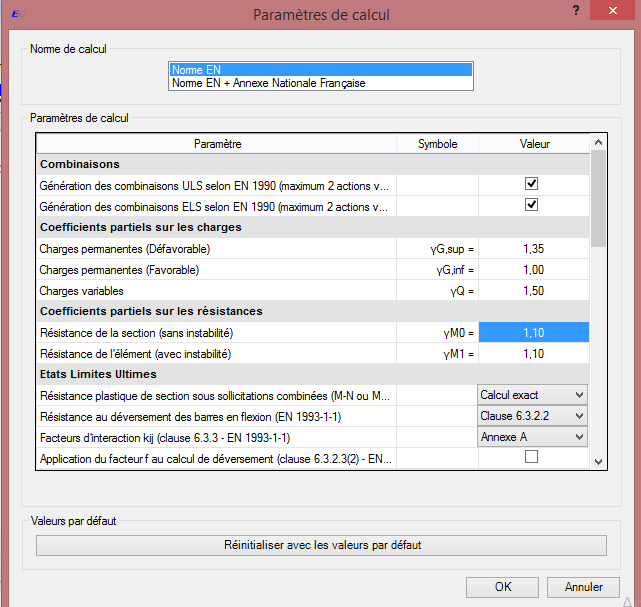 Paramètres de calcul
?
Nome de calcul
Norme EN
Norme EN + Annexe Nationale Française
Paramètres de calcul
Paramètre Symbole Valeur
Combinaisons
Génération des combinaisons ULS selon EN 1990 (maximum 2 actions v...
Génération des combinaisons ELS selon EN 1990 (maximum 2 actions v...
Coefficients partiels sur les charges
Charges permanentes (Défavorable) γG,sup = 1,35
Charges permanentes (Favorable) γG,inf = 1,00
Charges variables γQ = 1,50
Coefficients partiels sur les résistances
Résistance de la section (sans instabilité) γM0 = 1,10
Résistance de l'élément (avec instabilité) γM1 = 1,10
Etats Limites Ultimes
Résistance plastique de section sous sollicitations combinées (M-N ou M... Calcul exact
Résistance au déversement des barres en flexion (EN 1993-1-1) Clause 6.3.2.2
Facteurs d'interaction kij (clause 6.3.3 - EN 1993-1-1) Annexe A
Application du facteur f au calcul de déversement (clause 6.3.2.3(2) - EN...
Valeurs par défaut
Réinitialiser avec les valeurs par défaut
OK Annuler